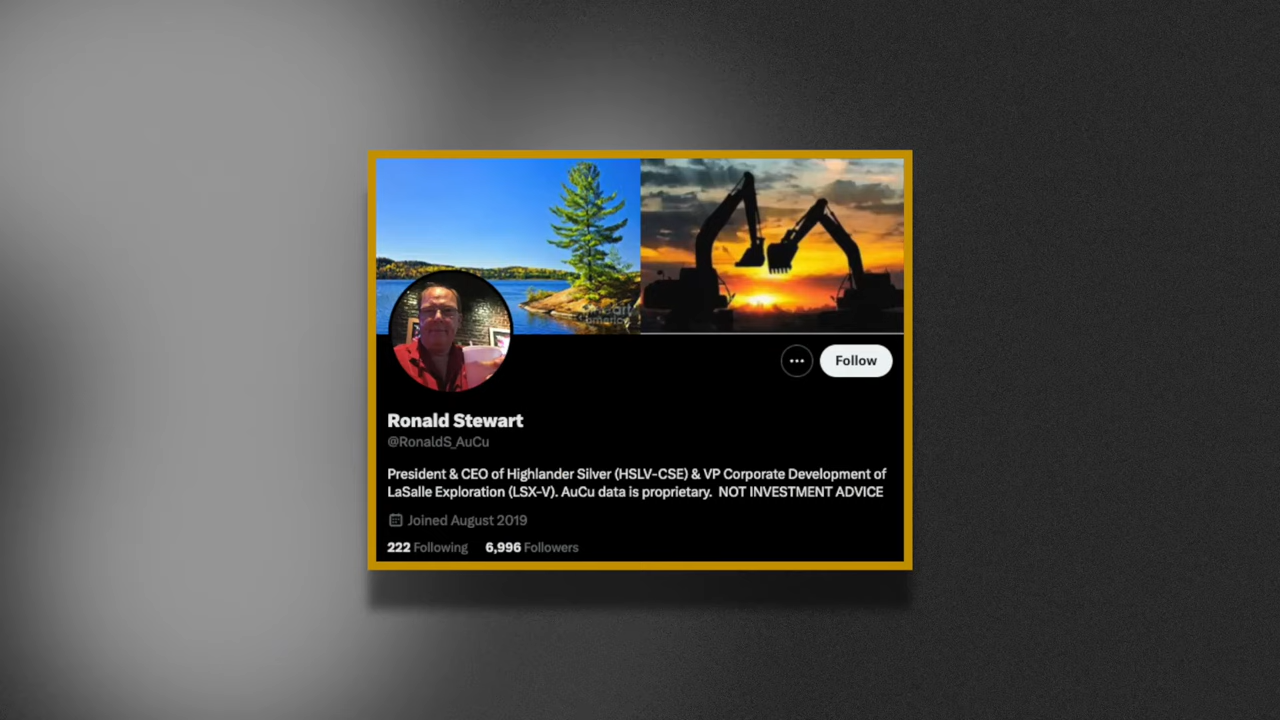 Follow
Ronald Stewart
@RonaldS_AuCu
President & CEO of Highlander Silver (HSLV-CSE) & VP Corporate Development of
LaSalle Exploration (LSX-V). AuCu data is proprietary. NOT INVESTMENT ADVICE
Joined August 2019
222 Following 6,996 Followers